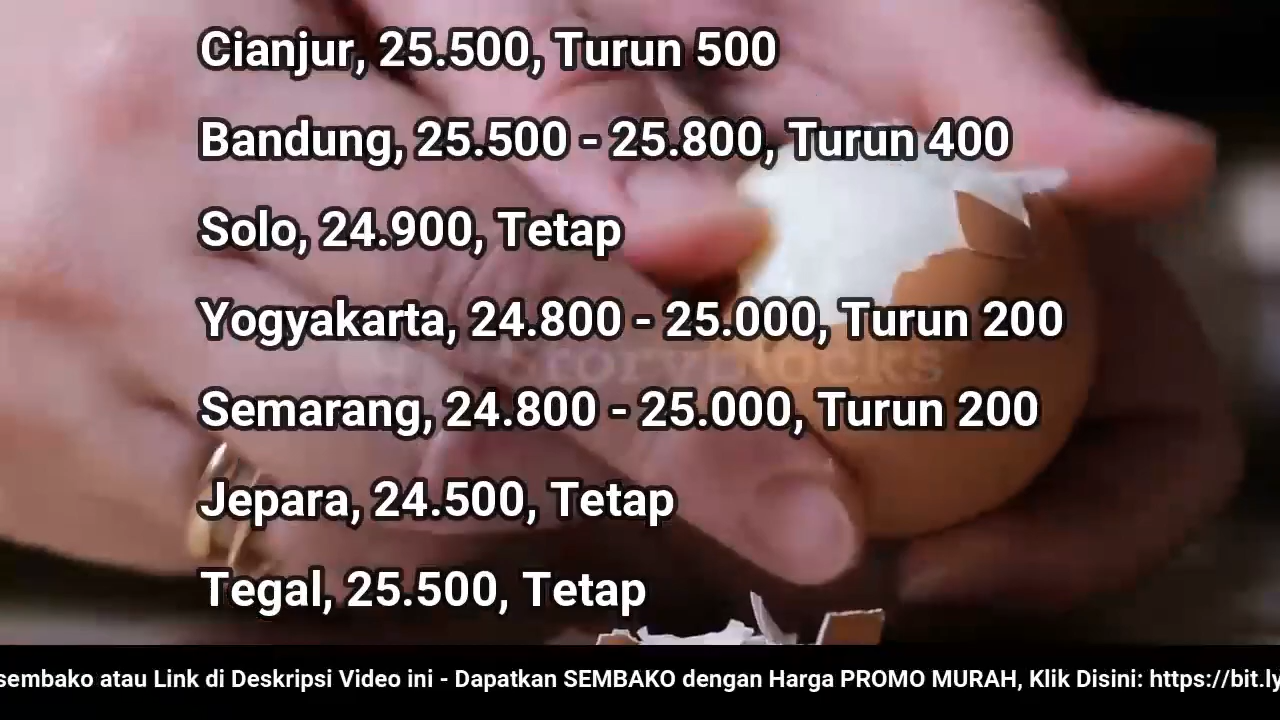 Cianjur, 25.500, Turun 500
Bandung, 25.500 - 25.800, Turun 400
Solo, 24.900, Tetap
Yogyakarta, 24.800 - 25.000, Turun 200
Storyblocks
Semarang, 24.800 - 25.000, Turun 200
Jepara, 24.500, Tetap
Tegal, 25.500, Tetap
sembako atau Link di Deskripsi Video ini - Dapatkan SEMBAKO dengan Harga PROMO MURAH, Klik Disini: https://bit.ly